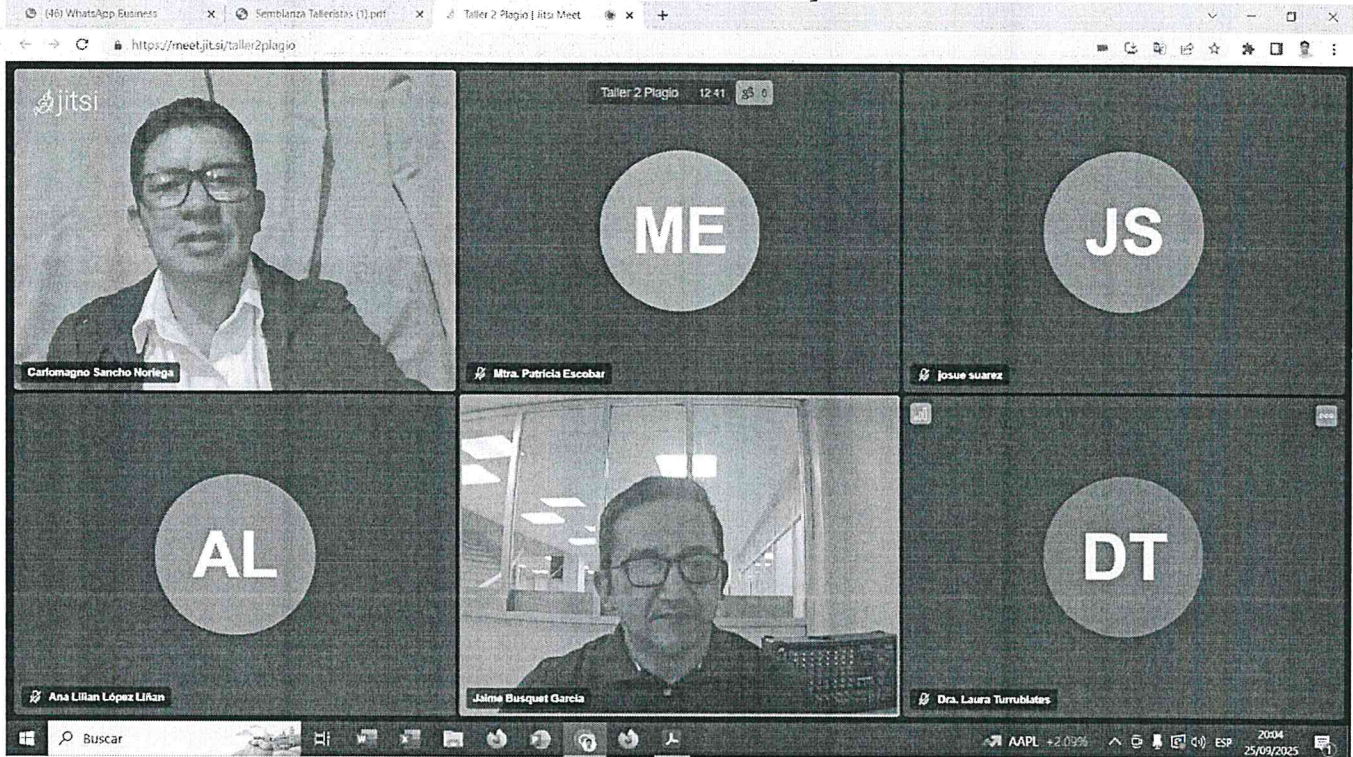 (46) WhatsApp Business
Semblanza Talleristas (1).pdf
Taller 2 Plagio | Jitsi Meet
https://meet.jit.si/taller2plagio
jitsi
Taller 2 Plagio 12:41
ME
JS
Carlomagno Sancho Noriega
Mtra. Patricia Escobar
josue suarez
AL
DT
Ana Lilian López Liñan
Jaime Busquet Garcia
Dra. Laura Turrubiates
Buscar
AAPL +2.09%
ESP
20:04
25/09/2025